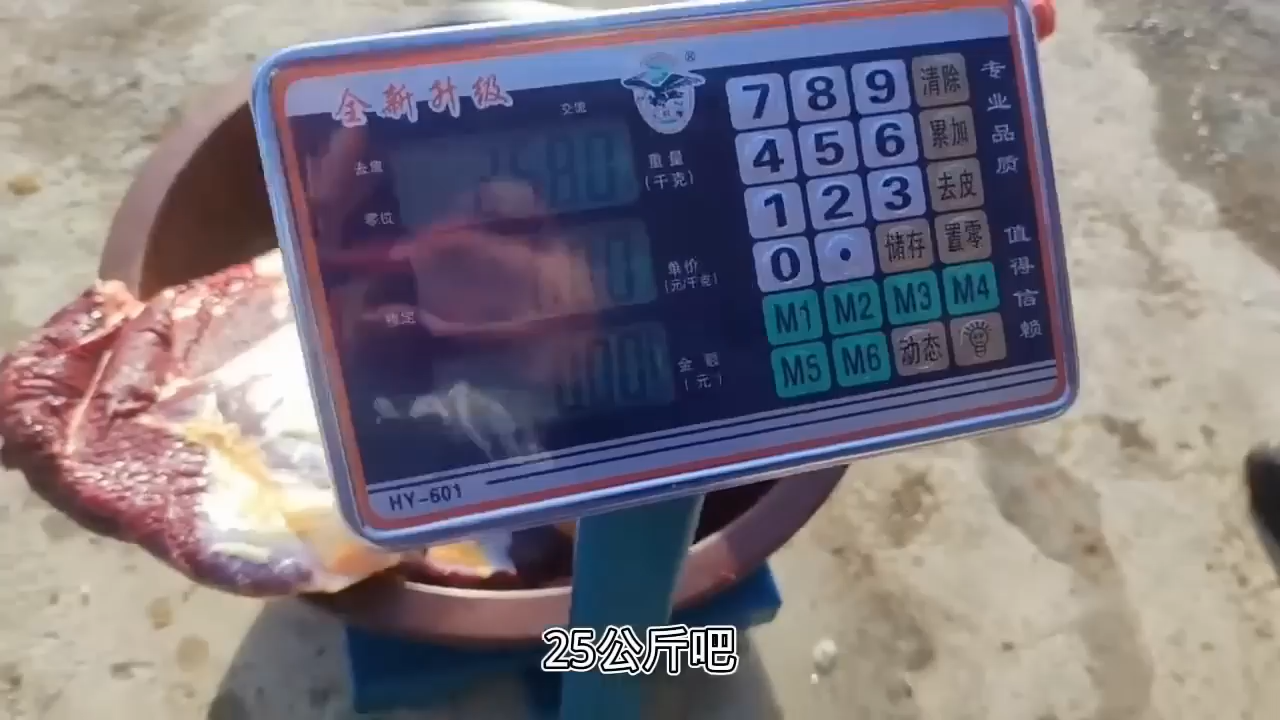 全新升级
交流
®
去皮
重量
(千克)
零位
单价
(元/千克)
金额
(元)
7 8 9 清除
4 5 6 累加
1 2 3 去皮
0 • 储存 置零
M1 M2 M3 M4
M5 M6 动态
专业品质 值得信赖
HY-601
25公斤吧